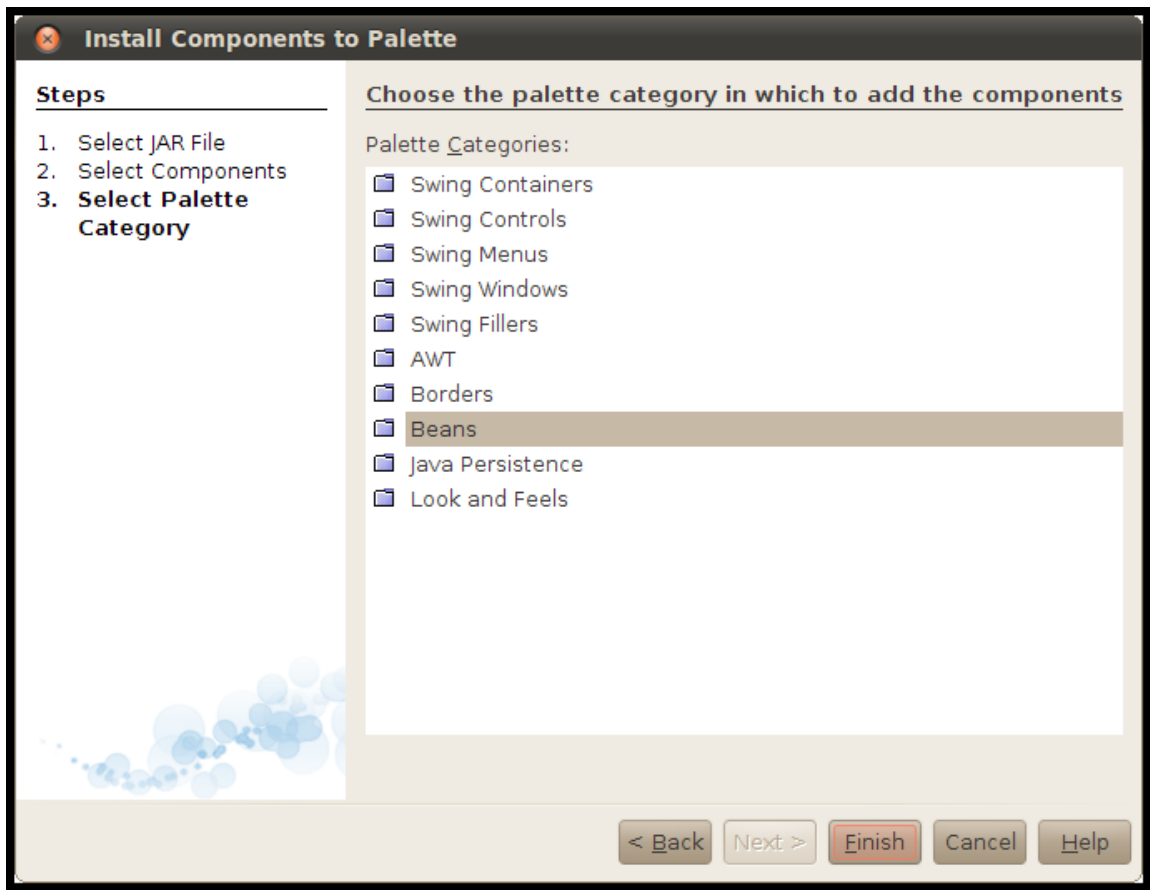 Install Components to Palette
Steps
1. Select JAR File
2. Select Components
3. Select Palette
Category
Choose the palette category in which to add the components
Palette Categories:
Swing Containers
Swing Controls
Swing Menus
Swing Windows
Swing Fillers
AWT
Borders
Beans
Java Persistence
Look and Feels
< Back Next > Finish Cancel Help